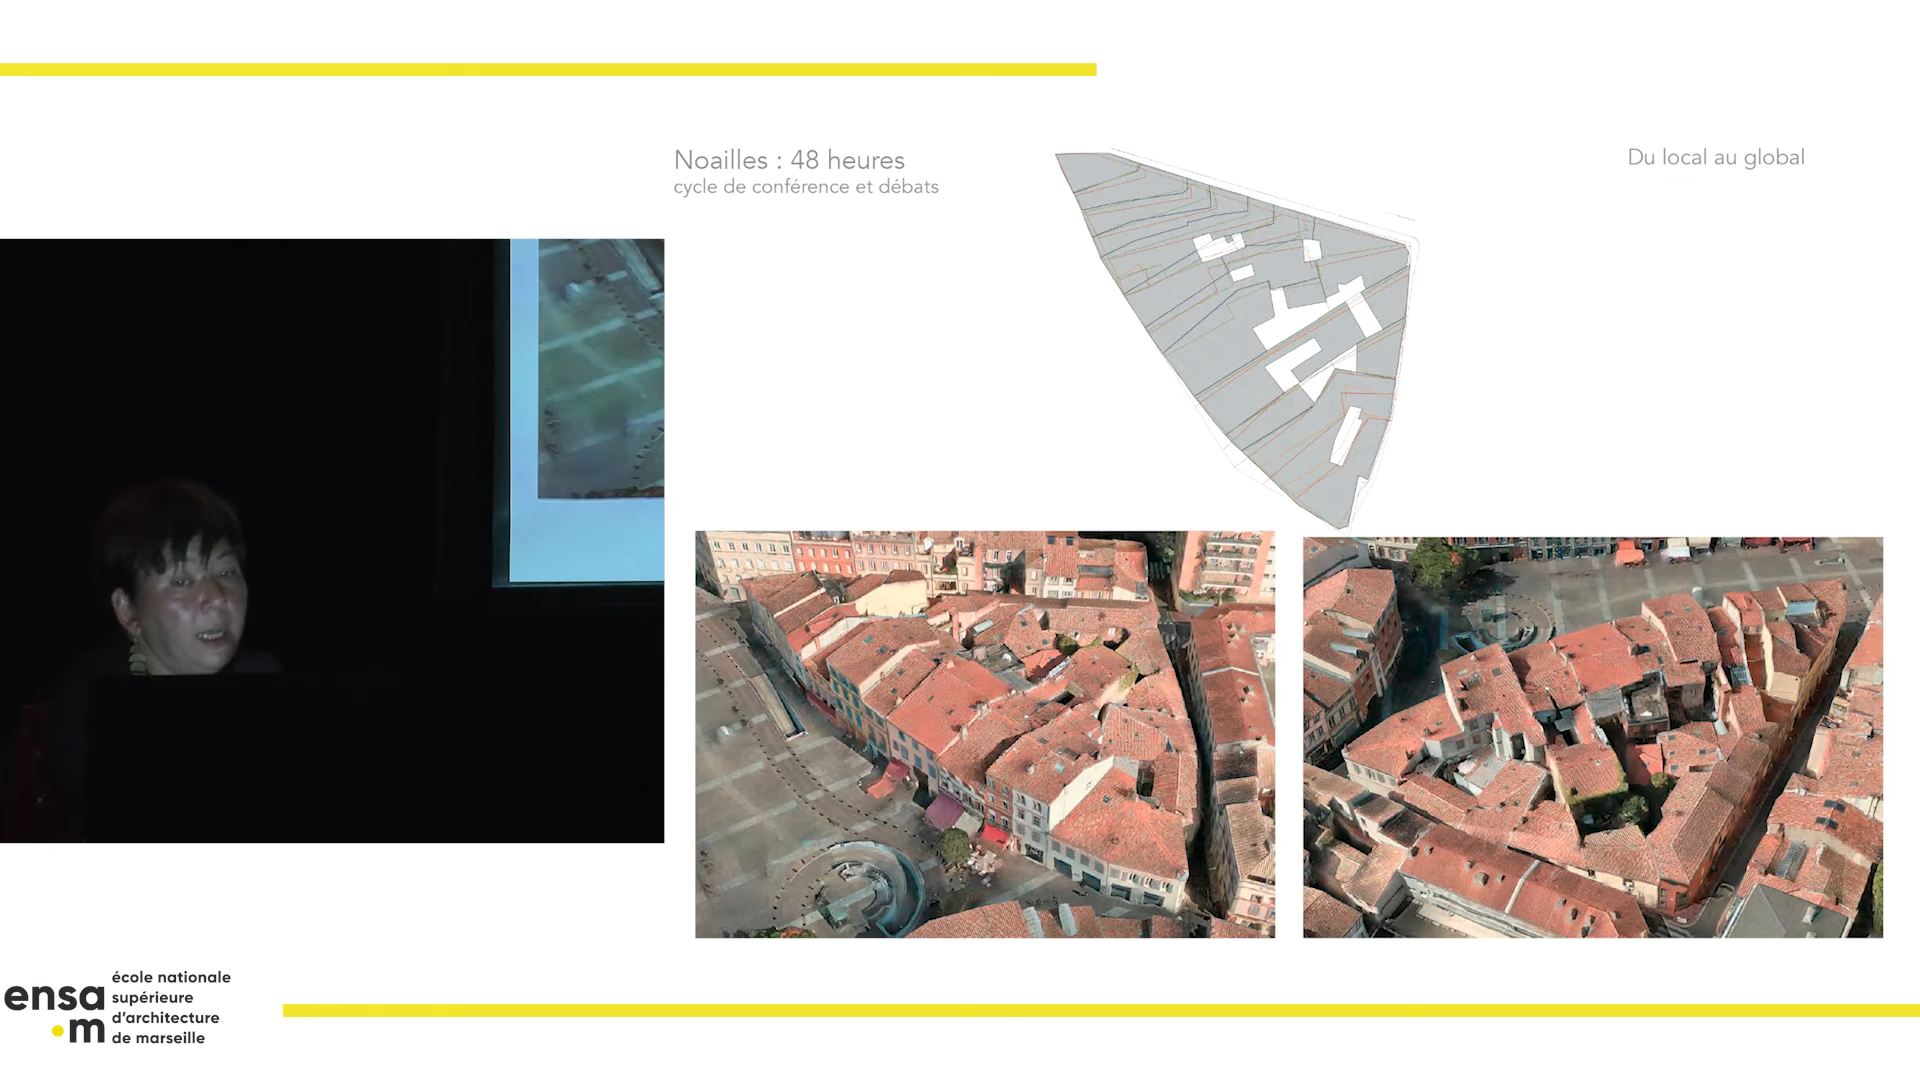 Noailles : 48 heures
cycle de conférence et débats
Du local au global
ensa
•m
école nationale
supérieure
d'architecture
de marseille